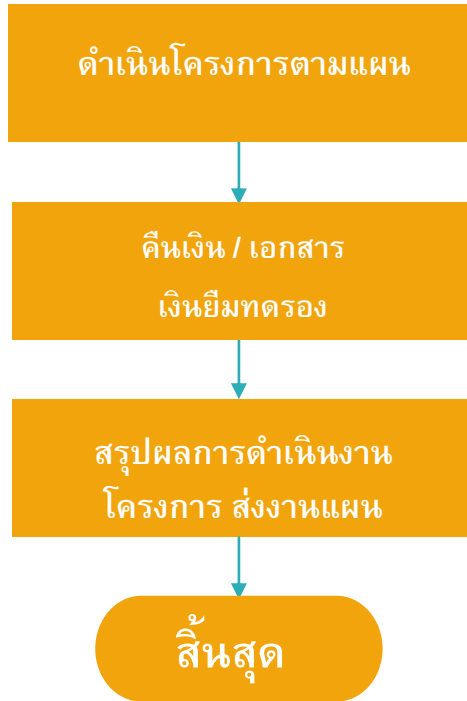 ดำเนินโครงการตามแผน
คืนเงิน / เอกสาร
เงินยืมทดรอง
สรุปผลการดำเนินงาน
โครงการ ส่งงานแผน
สิ้นสุด